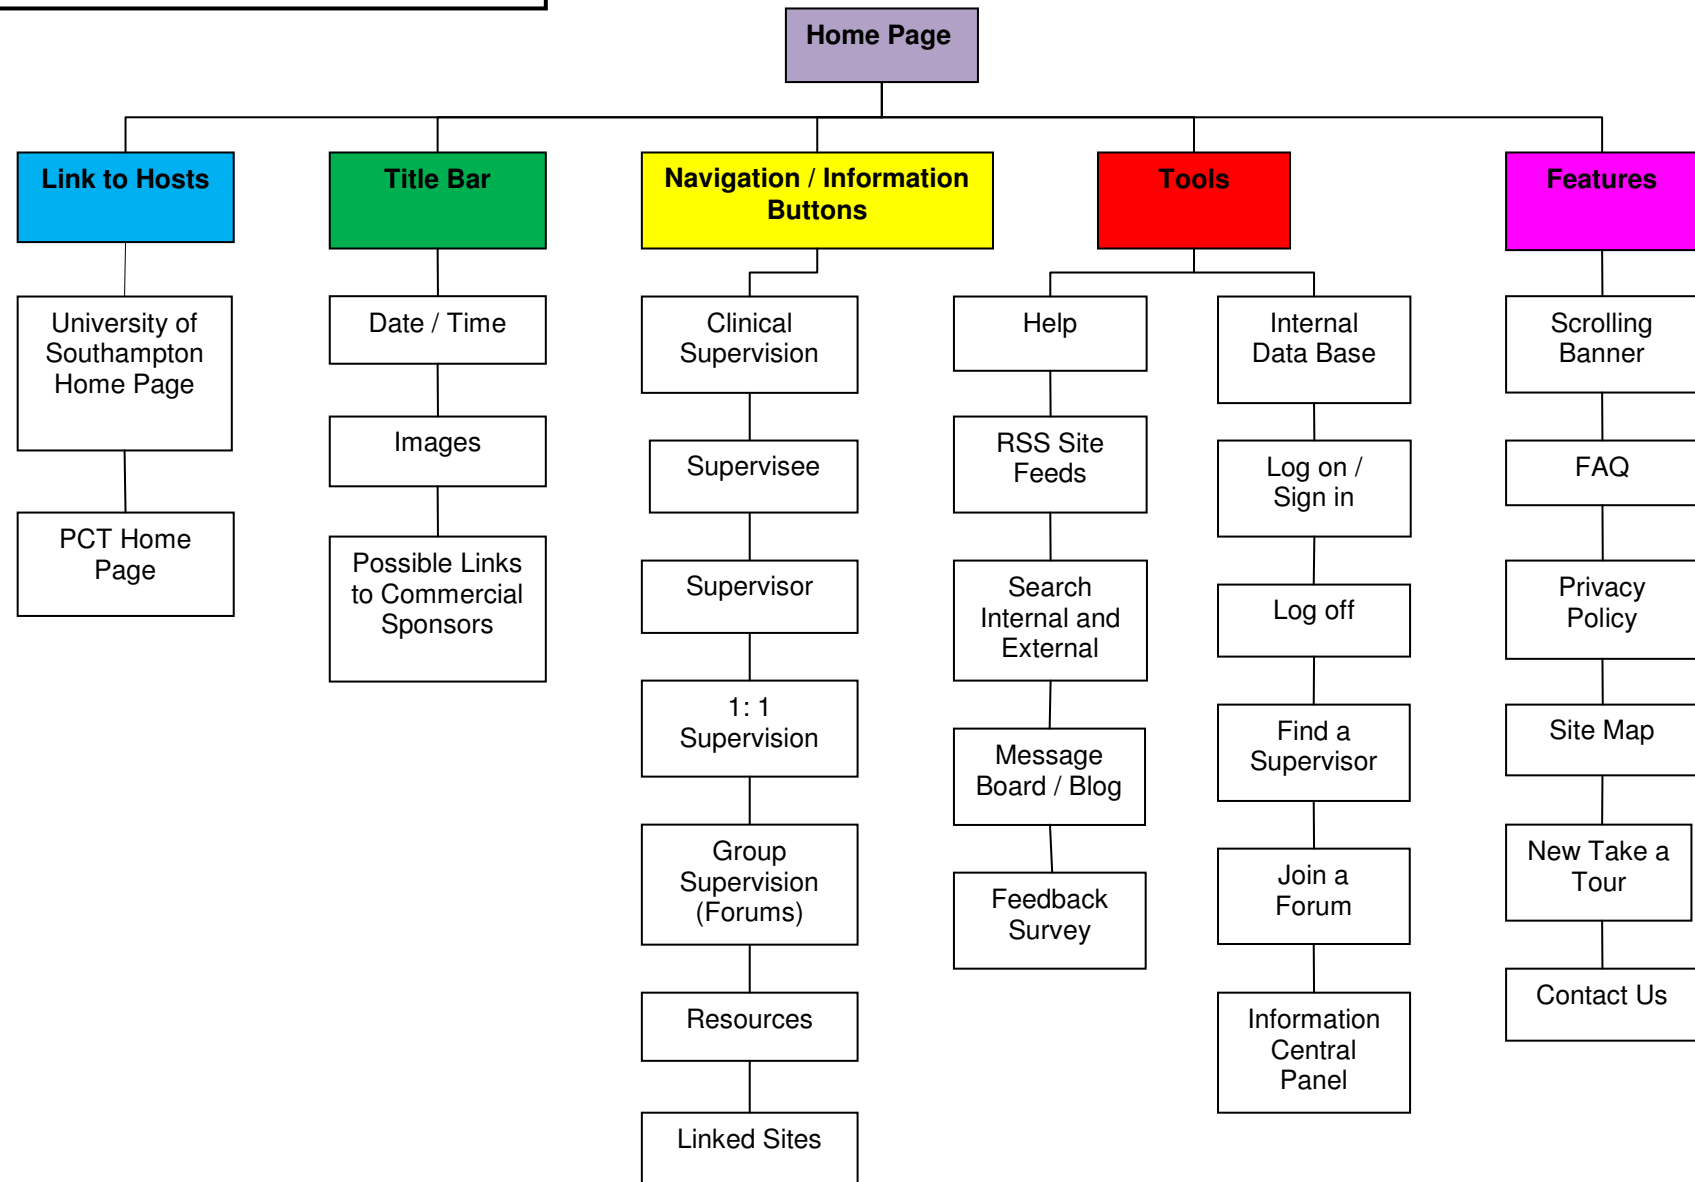 Home Page
Link to Hosts
Title Bar
Navigation / Information
Buttons
Tools
Features
University of
Southampton
Home Page
PCT Home
Page
Date / Time
Images
Possible Links
to Commercial
Sponsors
Clinical
Supervision
Supervisee
Supervisor
1: 1
Supervision
Group
Supervision
(Forums)
Resources
Linked Sites
Help
RSS Site
Feeds
Search
Internal and
External
Message
Board / Blog
Feedback
Survey
Internal
Data Base
Log on /
Sign in
Log off
Find a
Supervisor
Join a
Forum
Information
Central
Panel
Scrolling
Banner
FAQ
Privacy
Policy
Site Map
New Take a
Tour
Contact Us